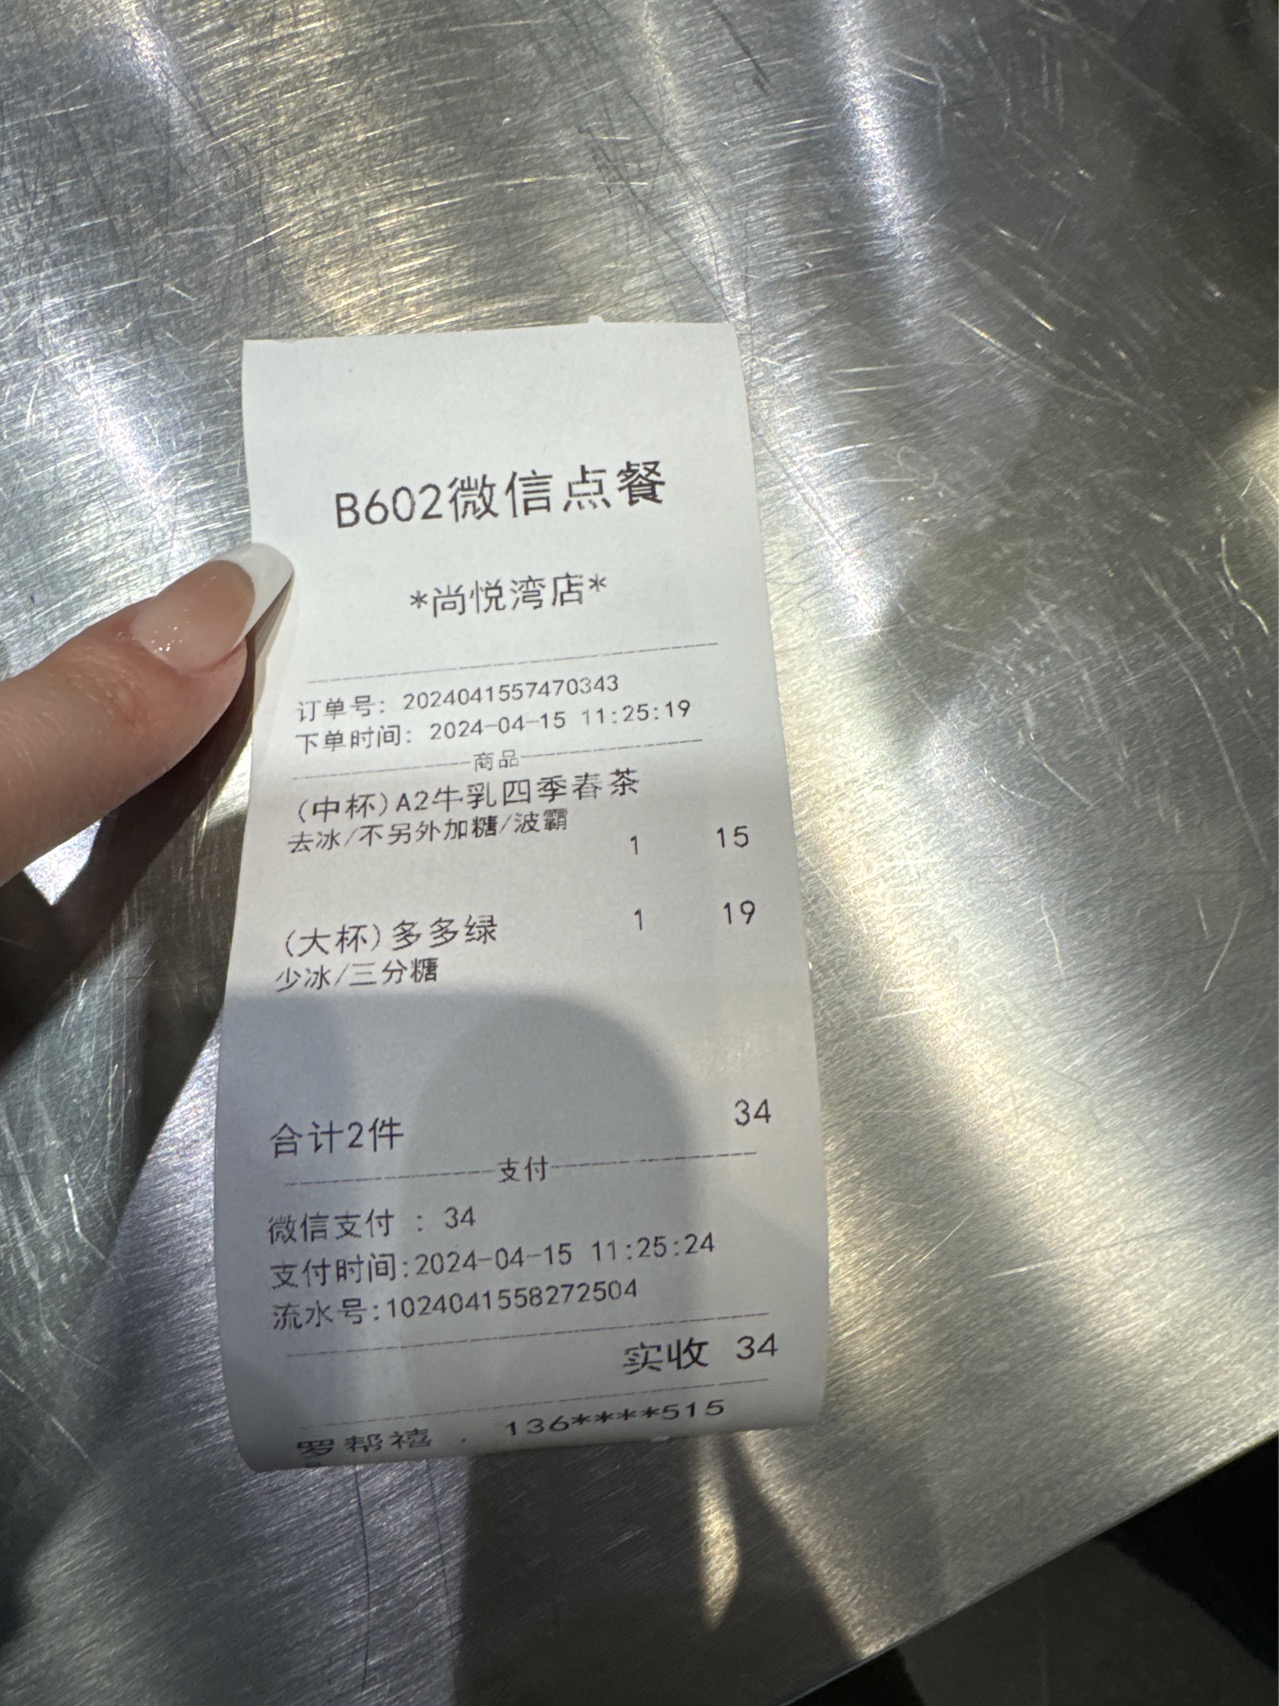 B602微信点餐
*尚悦湾店*
订单号: 2024041557470343
下单时间: 2024-04-15 11:25:19
商品
(中杯)A2牛乳四季春茶
去冰/不另外加糖/波霸
1 15
(大杯)多多绿 1 19
少冰/三分糖
合计2件 34
支付
微信支付 : 34
支付时间:2024-04-15 11:25:24
流水号:1024041558272504
实收 34
罗帮禧 . 136****515